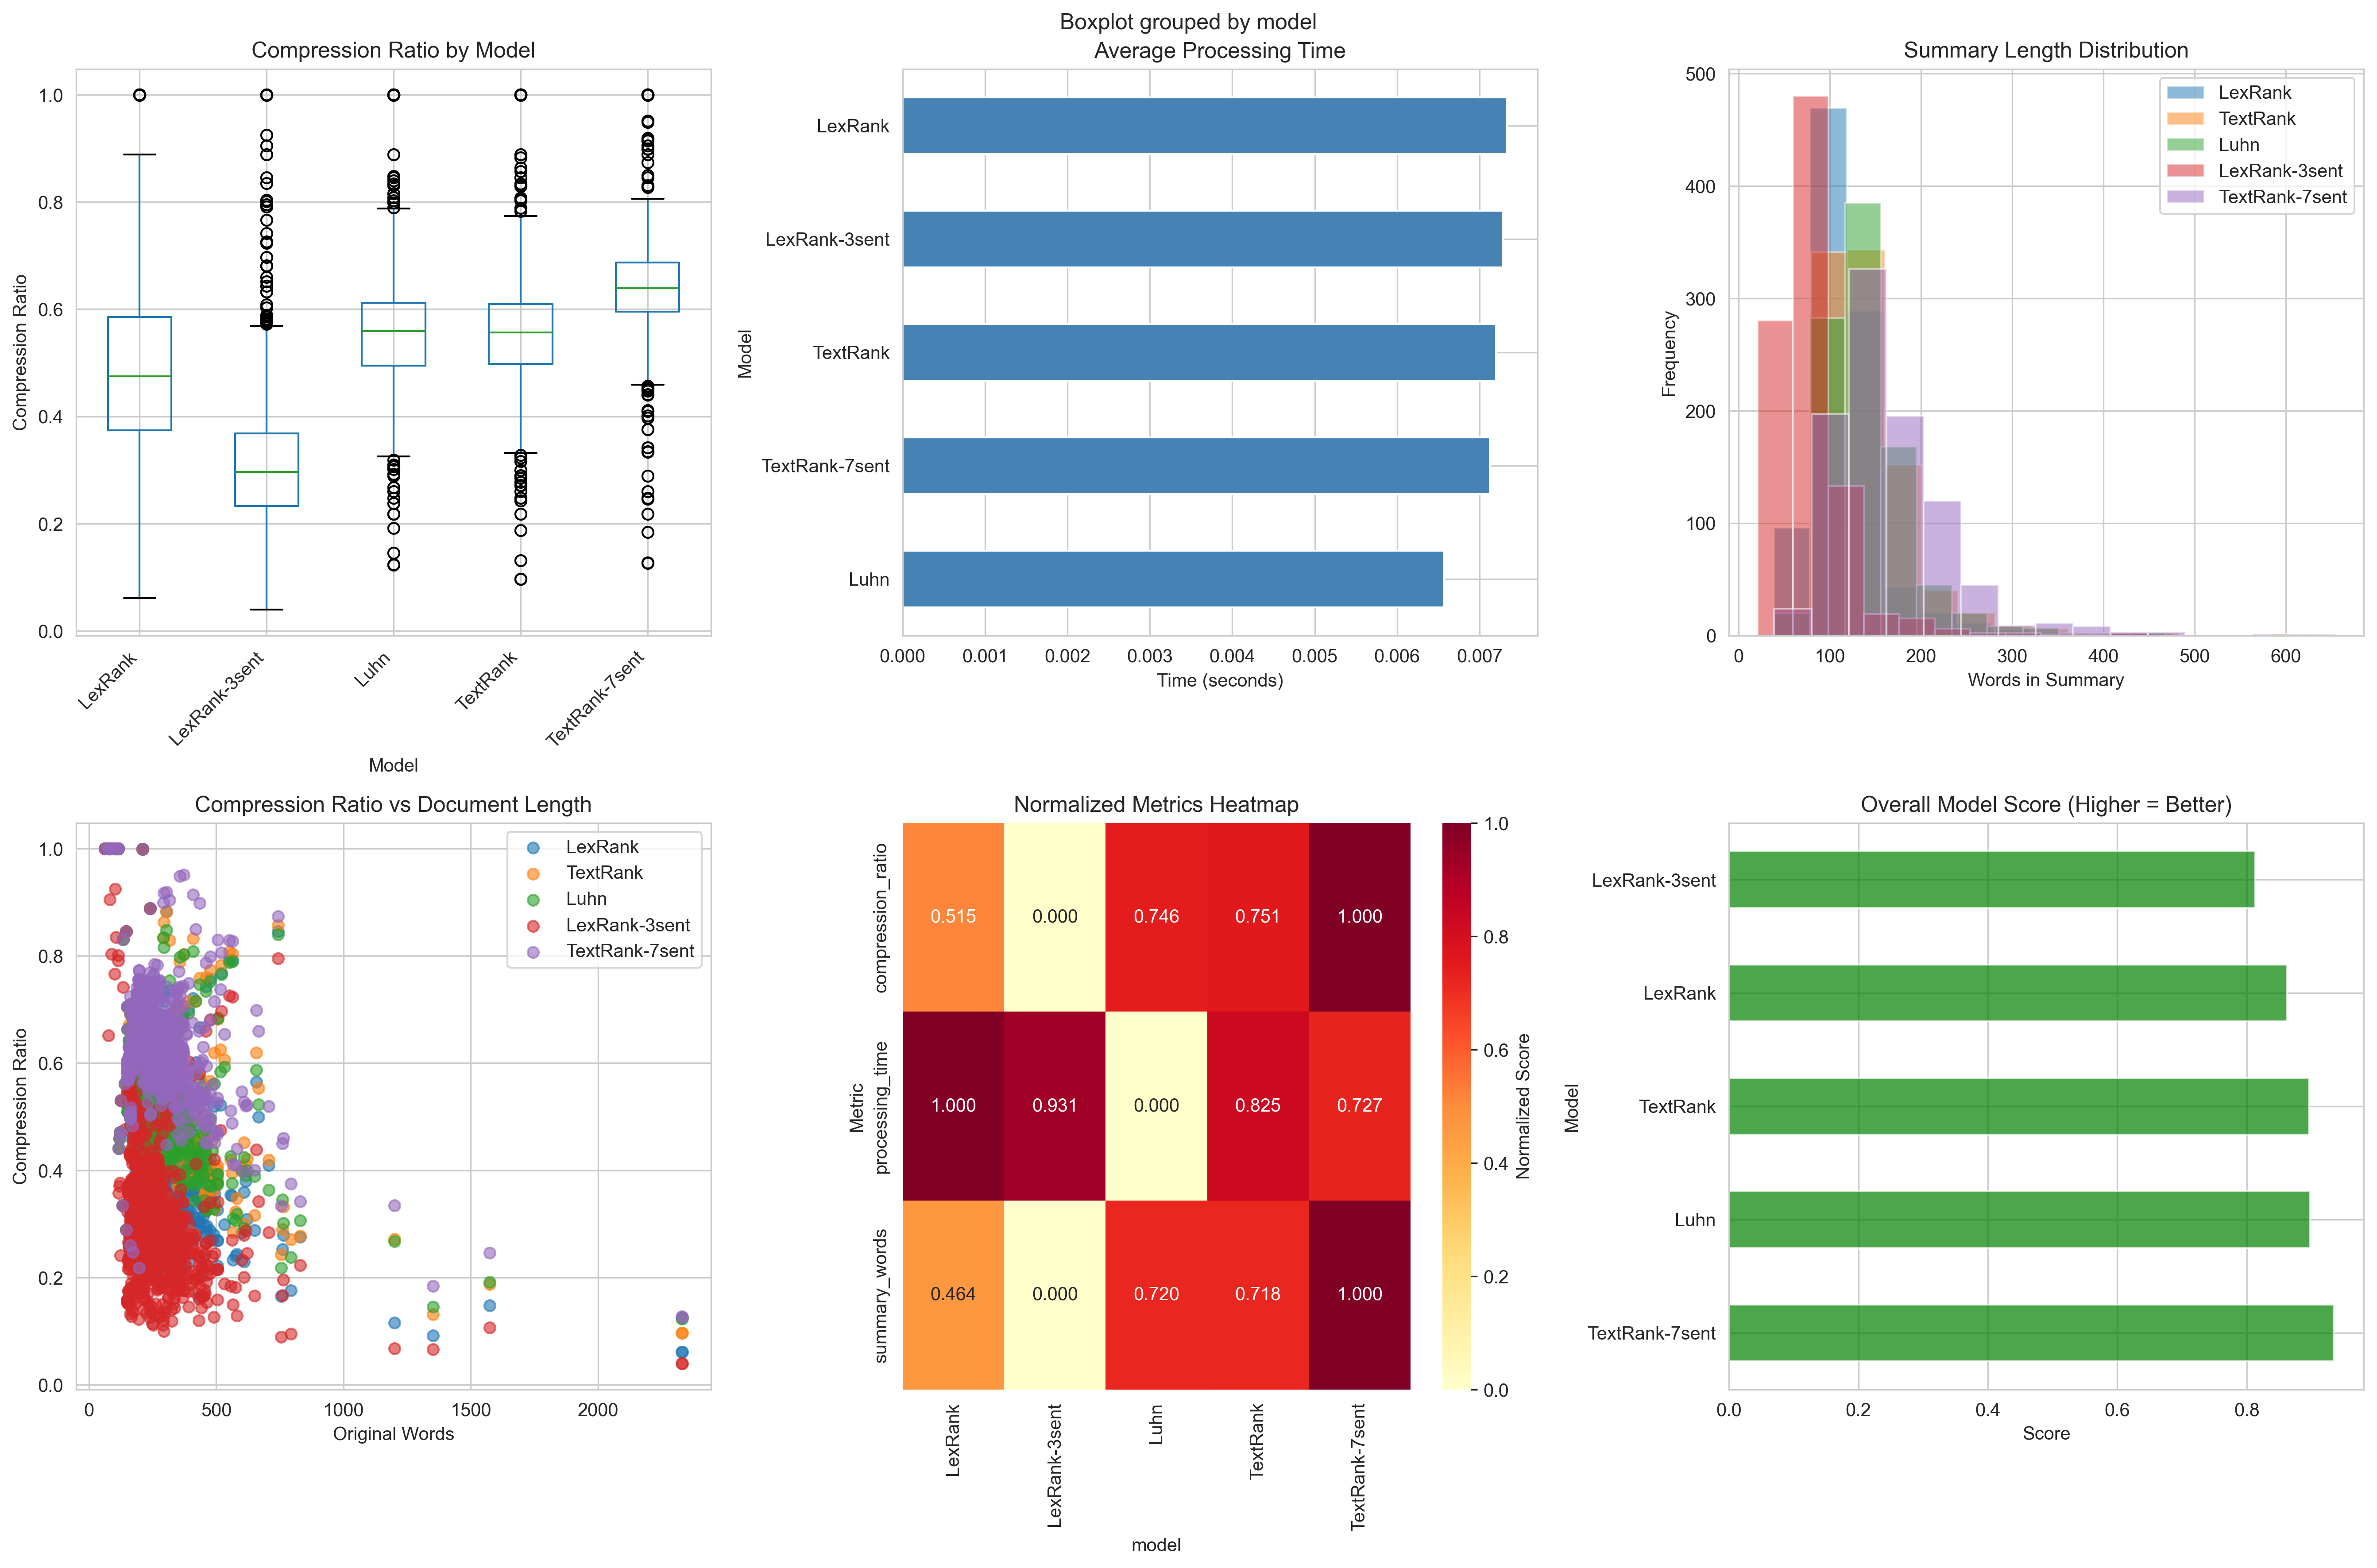 Boxplot grouped by model
Compression Ratio by Model
Compression Ratio
1.0
0.8
0.6
0.4
0.2
0.0
LexRank
LexRank-3sent
Luhn
TextRank
TextRank-7sent
Model
Average Processing Time
Model
LexRank
LexRank-3sent
TextRank
TextRank-7sent
Luhn
0.000 0.001 0.002 0.003 0.004 0.005 0.006 0.007
Time (seconds)
Summary Length Distribution
Frequency
500
400
300
200
100
0
LexRank
TextRank
Luhn
LexRank-3sent
TextRank-7sent
0 100 200 300 400 500 600
Words in Summary
Compression Ratio vs Document Length
Compression Ratio
1.0
0.8
0.6
0.4
0.2
0.0
LexRank
TextRank
Luhn
LexRank-3sent
TextRank-7sent
0 500 1000 1500 2000
Original Words
Normalized Metrics Heatmap
Metric
compression_ratio
0.515 0.000 0.746 0.751 1.000
processing_time
1.000 0.931 0.000 0.825 0.727
summary_words
0.464 0.000 0.720 0.718 1.000
LexRank
LexRank-3sent
Luhn
TextRank
TextRank-7sent
model
1.0
0.8
0.6
0.4
0.2
0.0
Normalized Score
Overall Model Score (Higher = Better)
Model
LexRank-3sent
LexRank
TextRank
Luhn
TextRank-7sent
0.0 0.2 0.4 0.6 0.8
Score